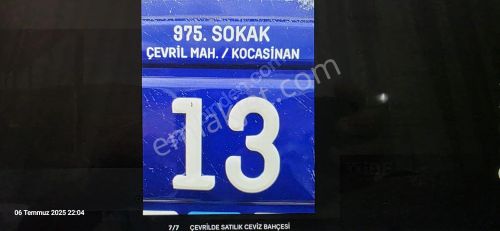 975. SOKAK
ÇEVRİL MAH. / KOCASİNAN
13
06 Temmuz 2025 22:04
7/7 ÇEVRİLDE SATILIK CEVİZ BAHÇESİ